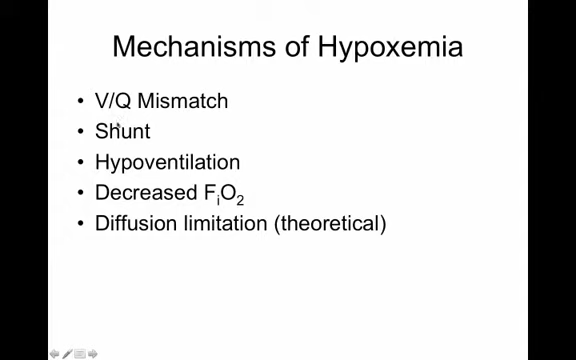 Mechanisms of Hypoxemia
• V/Q Mismatch
• Shunt
• Hypoventilation
• Decreased FiO2
• Diffusion limitation (theoretical)